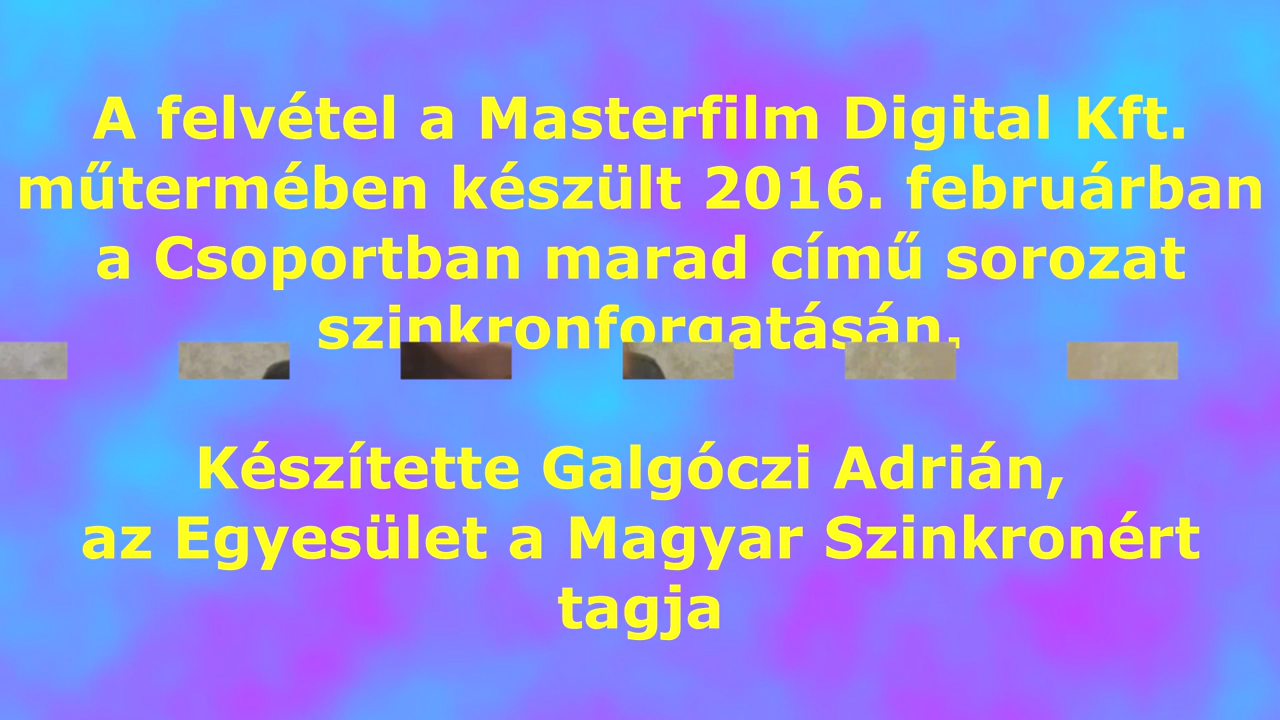 A felvétel a Masterfilm Digital Kft.
műtermében készült 2016. februárban
a Csoportban marad című sorozat
szinkronforgatásán.
Készítette Galgóczi Adrián,
az Egyesület a Magyar Szinkronért
tagja